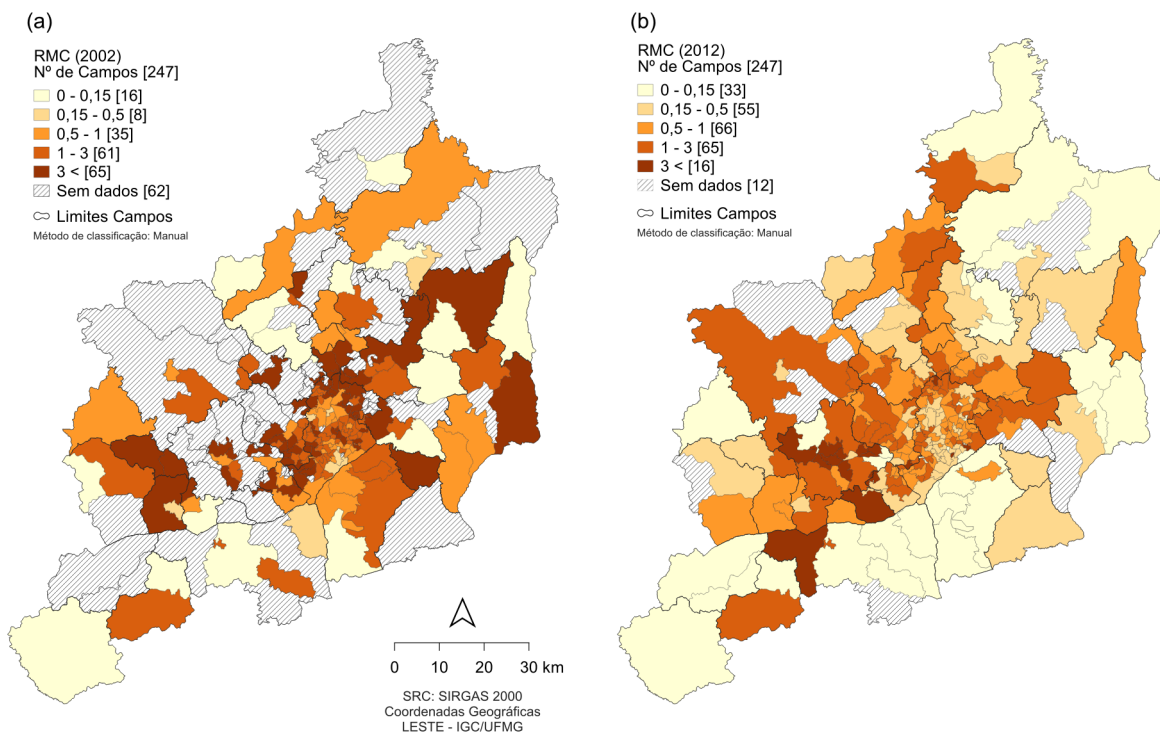 (a)
RMC (2002)
Nº de Campos [247]
0 - 0,15 [16]
0,15 - 0,5 [8]
0,5 - 1 [35]
1 - 3 [61]
3 < [65]
Sem dados [62]
Limites Campos
Método de classificação: Manual
0 10 20 30 km
SRC: SIRGAS 2000
Coordenadas Geográficas
LESTE - IGC/UFMG
(b)
RMC (2012)
Nº de Campos [247]
0 - 0,15 [33]
0,15 - 0,5 [55]
0,5 - 1 [66]
1 - 3 [65]
3 < [16]
Sem dados [12]
Limites Campos
Método de classificação: Manual